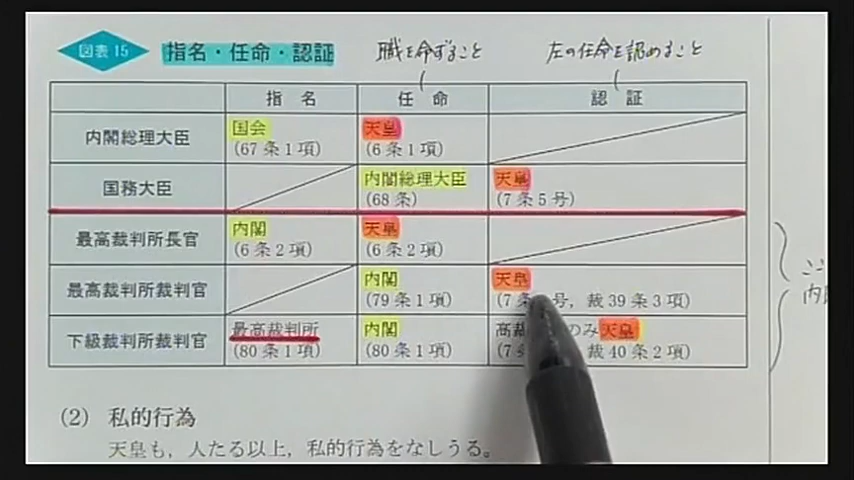 図表 15 指名・任命・認証
職を命ずること 左の任命を認めること
指名 任命 認証
内閣総理大臣 国会 天皇
(67条1項) (6条1項)
国務大臣 内閣総理大臣 天皇
(68条) (7条5号)
最高裁判所長官 内閣 天皇
(6条2項) (6条2項)
最高裁判所裁判官 内閣 天皇
(79条1項) (7条 号, 裁39条3項)
下級裁判所裁判官 最高裁判所 内閣 高裁 のみ天皇
(80条1項) (80条1項) (7条 裁40条2項)
(2) 私的行為
天皇も, 人たる以上, 私的行為をなしうる。